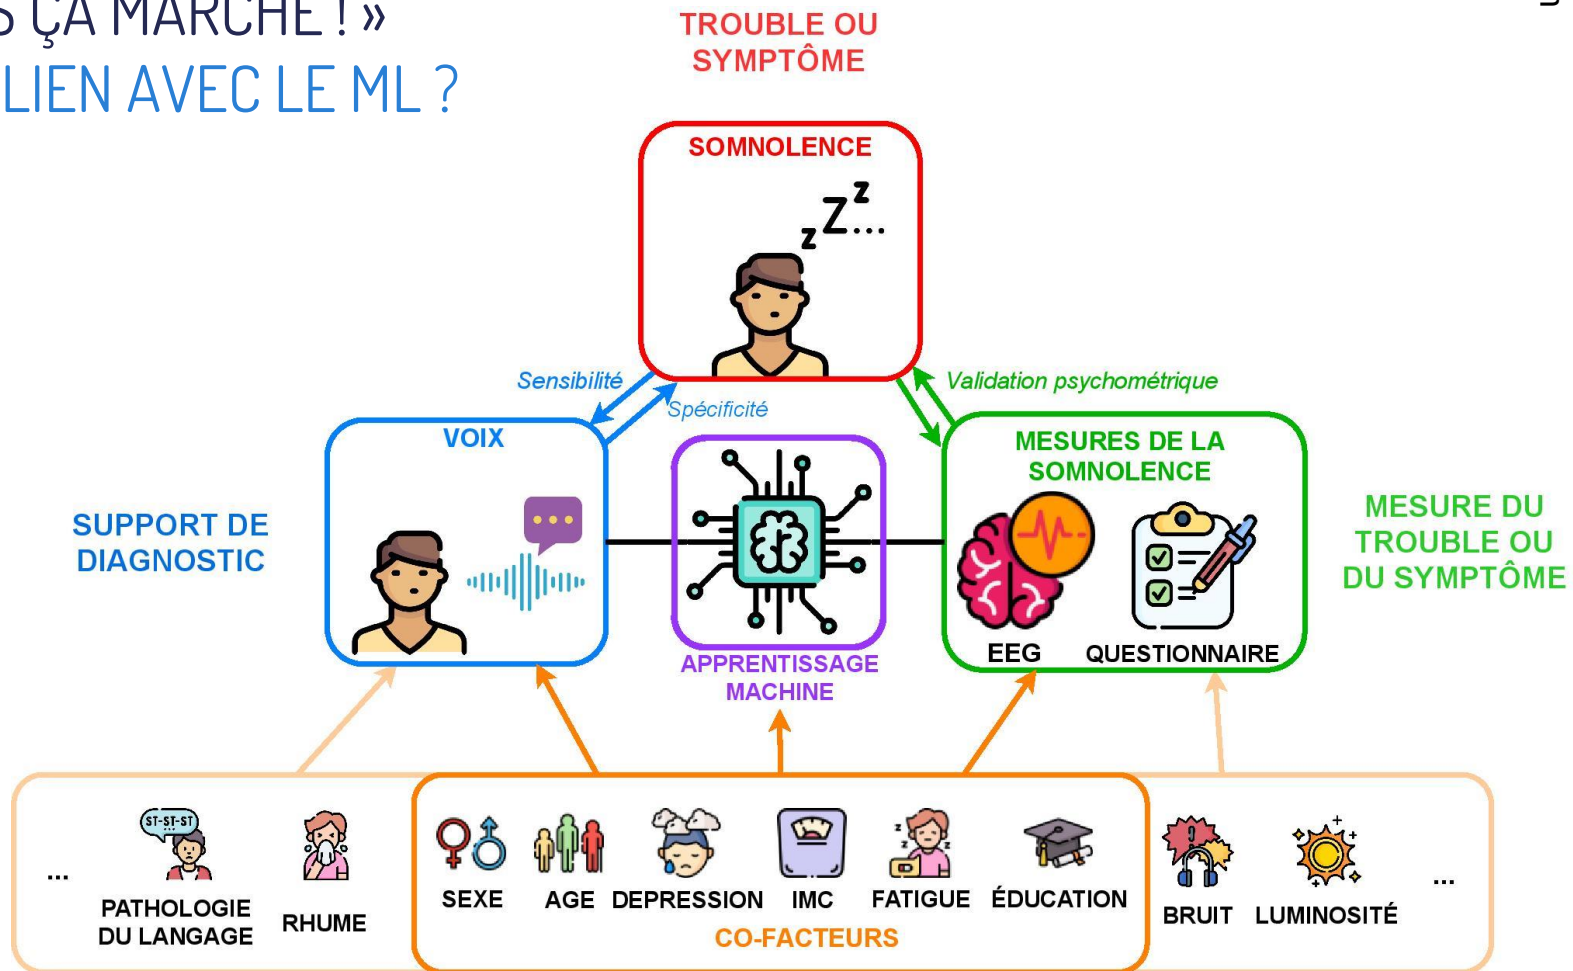 S ÇA MARCHE ! »
LIEN AVEC LE ML ?
TROUBLE OU
SYMPTÔME
SOMNOLENCE
z Z z ...
Sensibilité
Spécificité
Validation psychométrique
VOIX
MESURES DE LA
SOMNOLENCE
SUPPORT DE
DIAGNOSTIC
MESURE DU
TROUBLE OU
DU SYMPTÔME
EEG
QUESTIONNAIRE
APPRENTISSAGE
MACHINE
...
ST-ST-ST
...
PATHOLOGIE
DU LANGAGE
RHUME
SEXE
AGE
DEPRESSION
IMC
FATIGUE
ÉDUCATION
CO-FACTEURS
BRUIT
LUMINOSITÉ
...